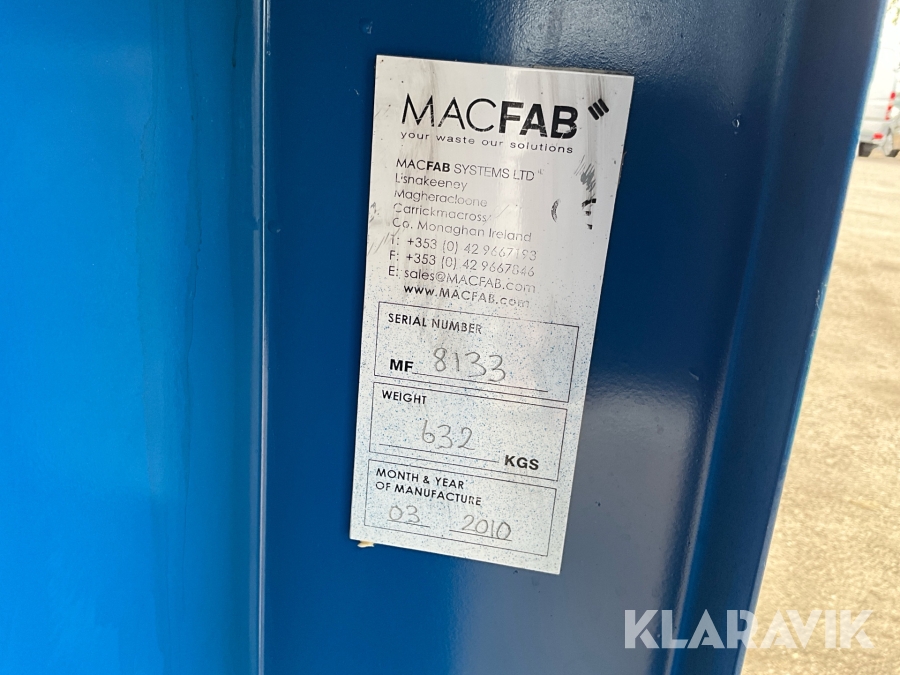 MACFAB
your waste our solutions
MACFAB SYSTEMS LTD
Lisnakeeney
Magheracloone
Carrickmacross
Co. Monaghan Ireland
T: +353 (0) 42 9667193
F: +353 (0) 42 9667846
E: sales@MACFAB.com
www.MACFAB.com
SERIAL NUMBER
MF 8133
WEIGHT
632
KGS
MONTH & YEAR
OF MANUFACTURE
03 2010
KLARAVIK